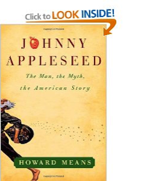 Click to LOOK INSIDE!
JOHNNY
APPLESEED
The Man, the Myth,
the American Story
HOWARD MEANS